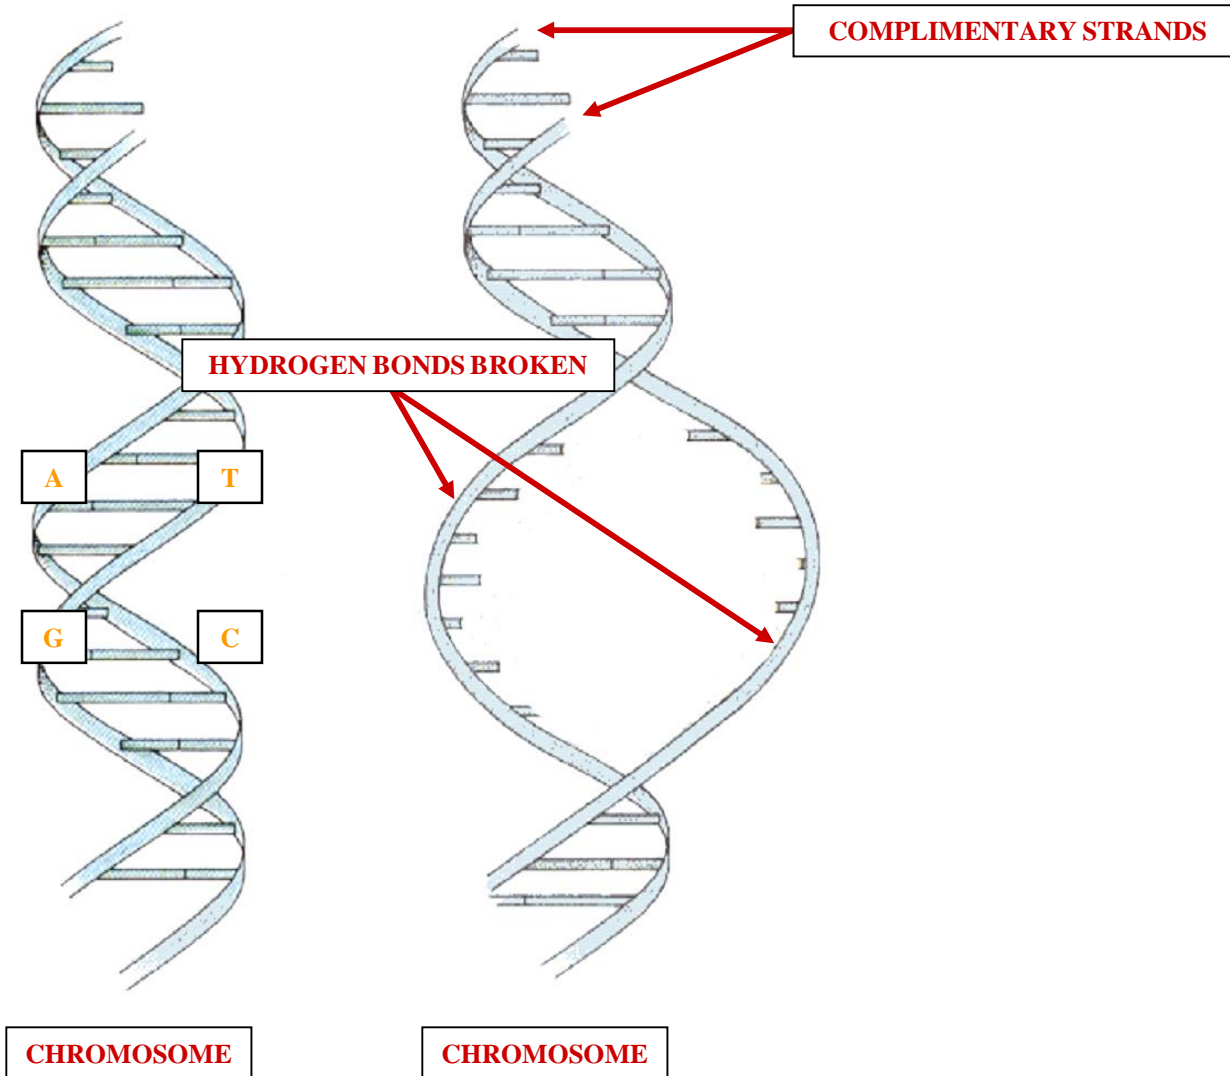 COMPLIMENTARY STRANDS
HYDROGEN BONDS BROKEN
A T
G C
CHROMOSOME CHROMOSOME